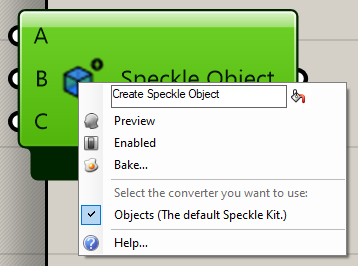 A
B
C
Speckle Object
Create Speckle Object
Preview
Enabled
Bake...
Select the converter you want to use:
Objects (The default Speckle Kit.)
Help...